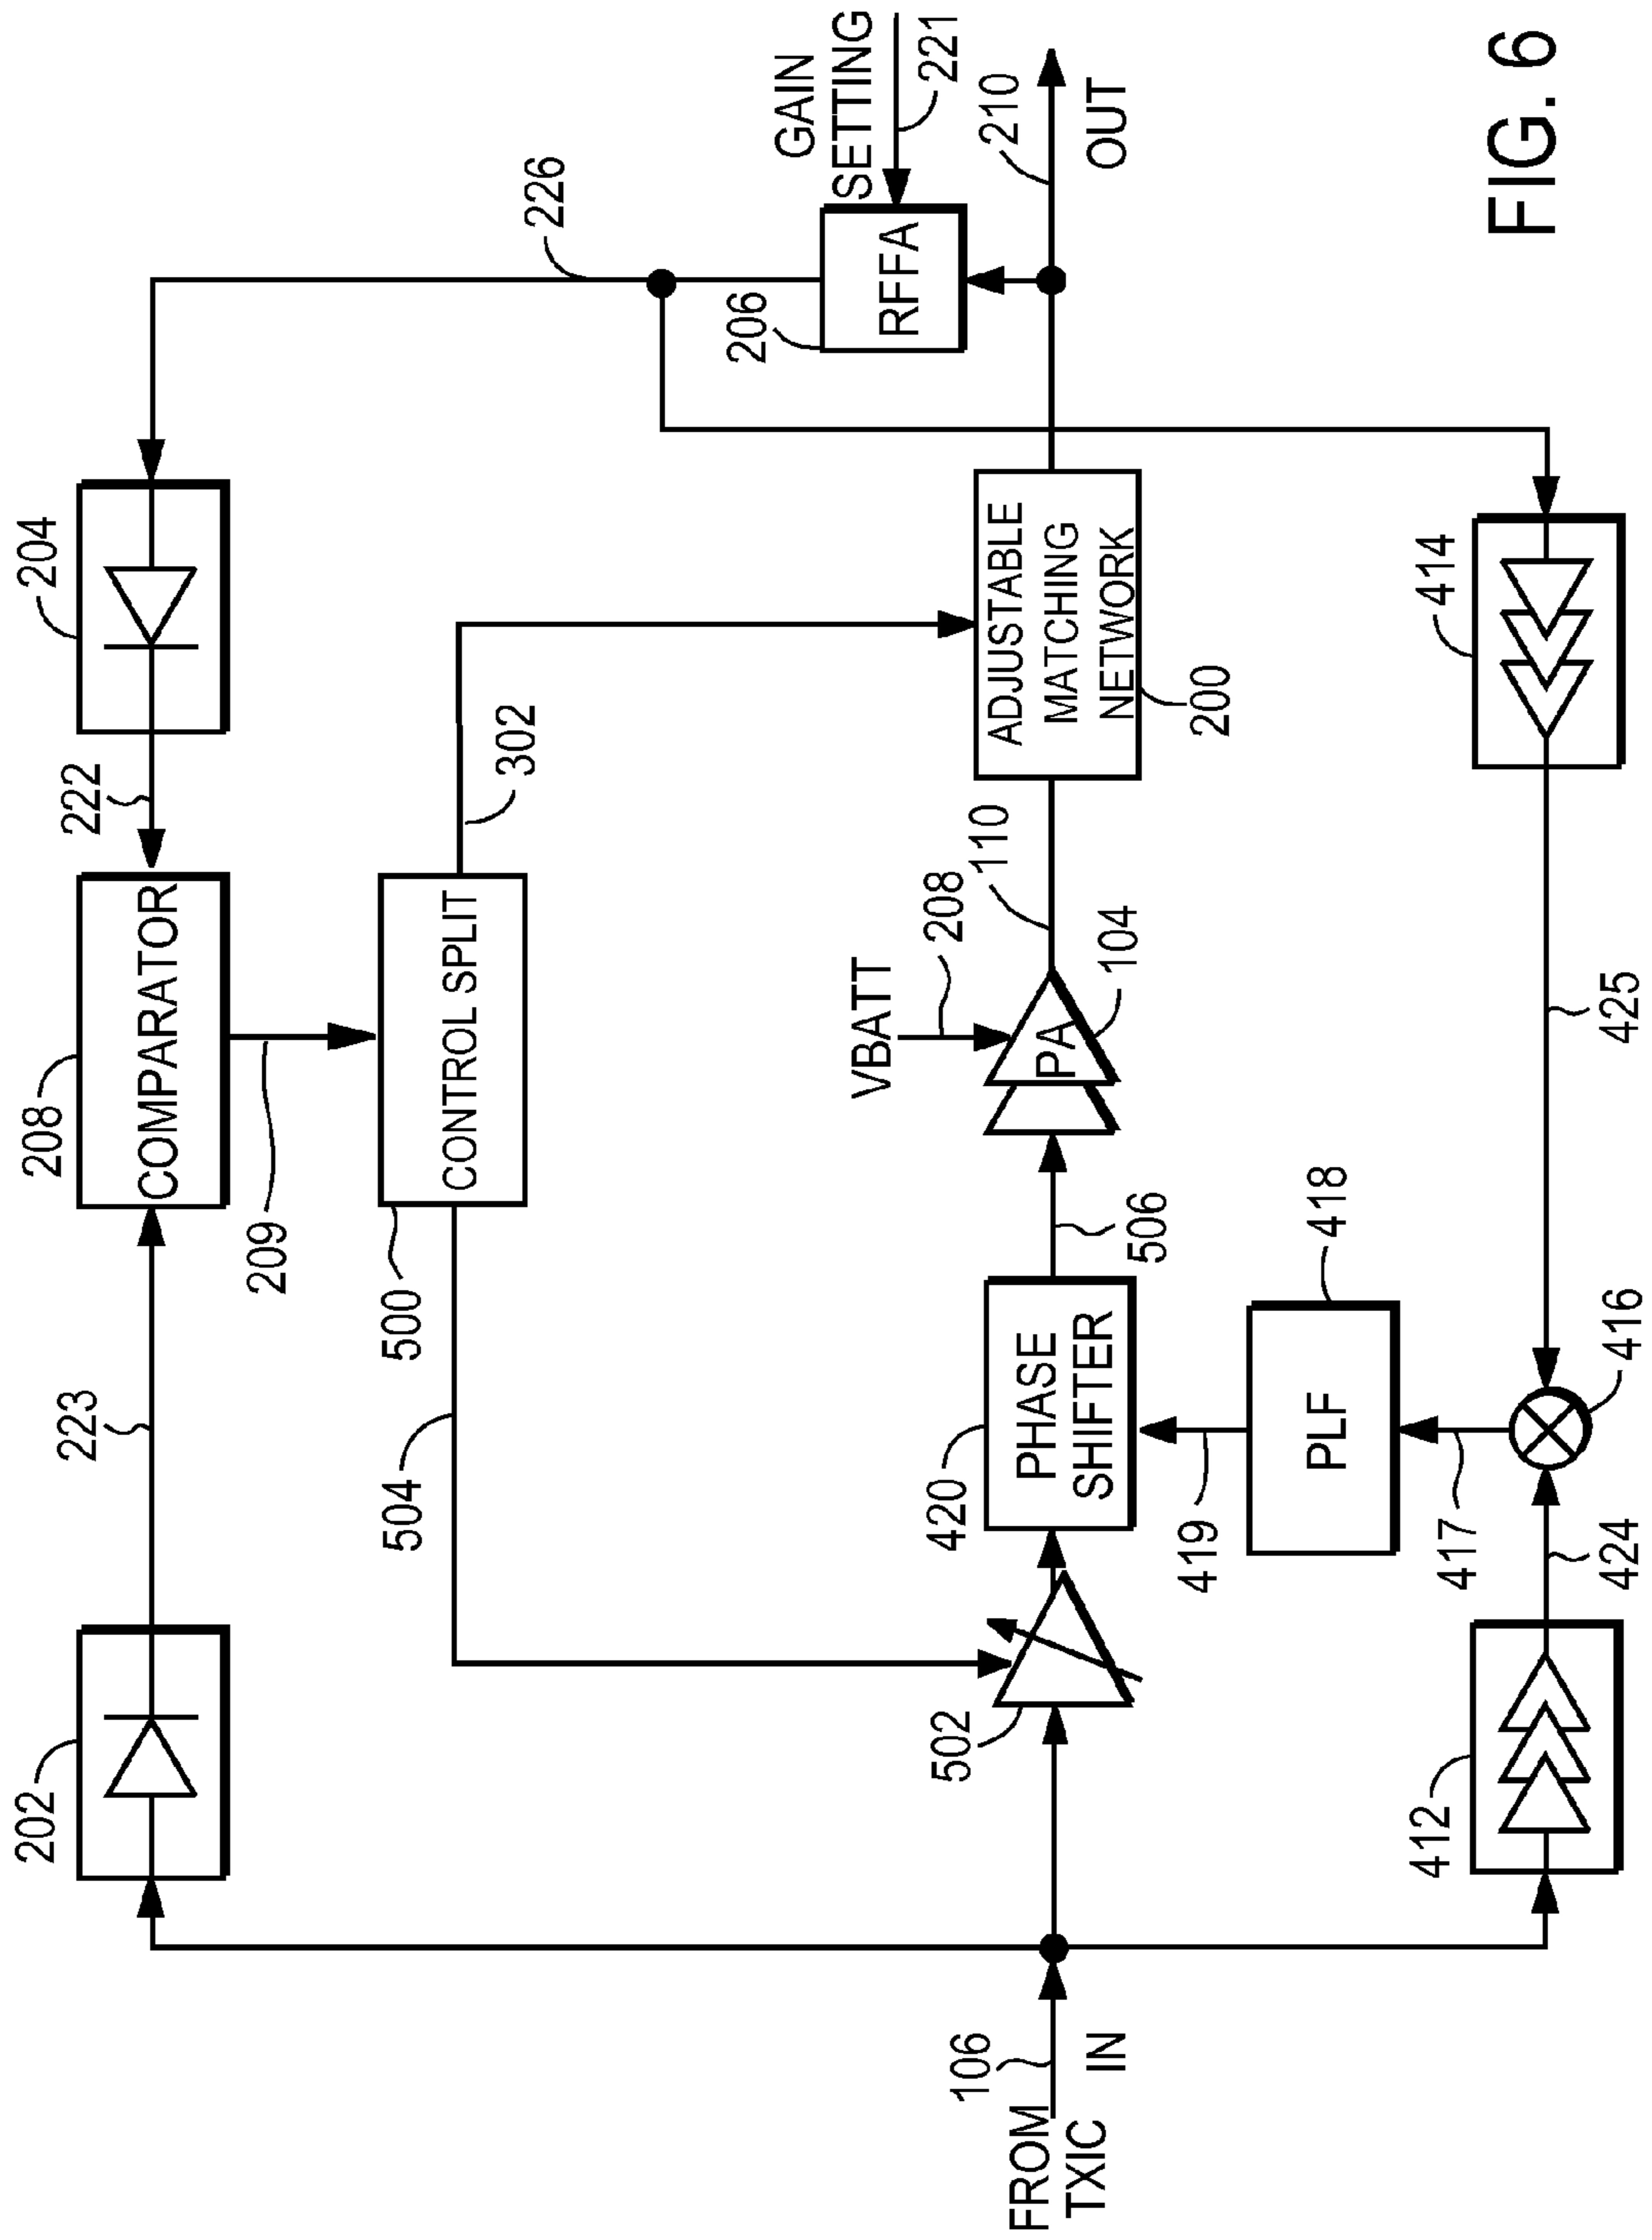 202
223
208
COMPARATOR
222
204
226
209
500
CONTROL SPLIT
302
504
GAIN
SETTING
221
206
RFFA
FROM
TXIC
106
IN
502
420
PHASE
SHIFTER
506
VBATT
208
PA
104
110
ADJUSTABLE
MATCHING
NETWORK
200
210
OUT
419
PLF
418
417
412
424
416
425
414
FIG. 6